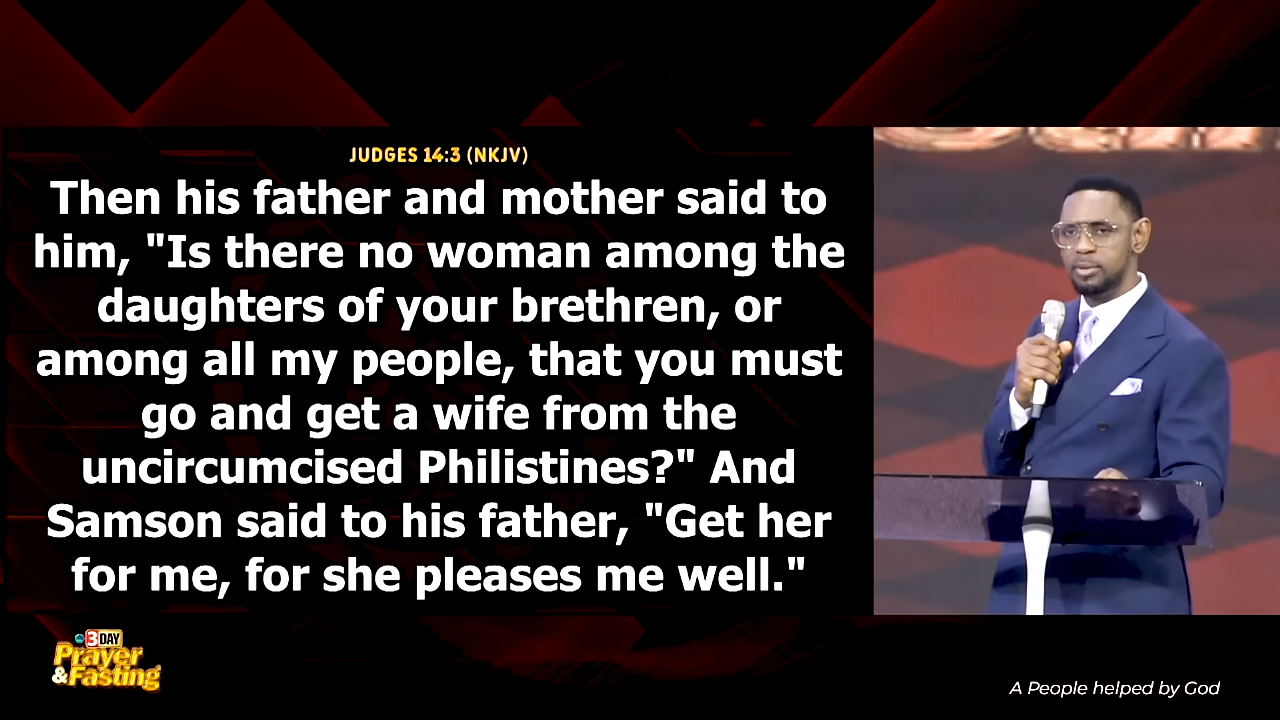 JUDGES 14:3 (NKJV)
Then his father and mother said to
him, "Is there no woman among the
daughters of your brethren, or
among all my people, that you must
go and get a wife from the
uncircumcised Philistines?" And
Samson said to his father, "Get her
for me, for she pleases me well."
3 DAY
Prayer
& Fasting
A People helped by God